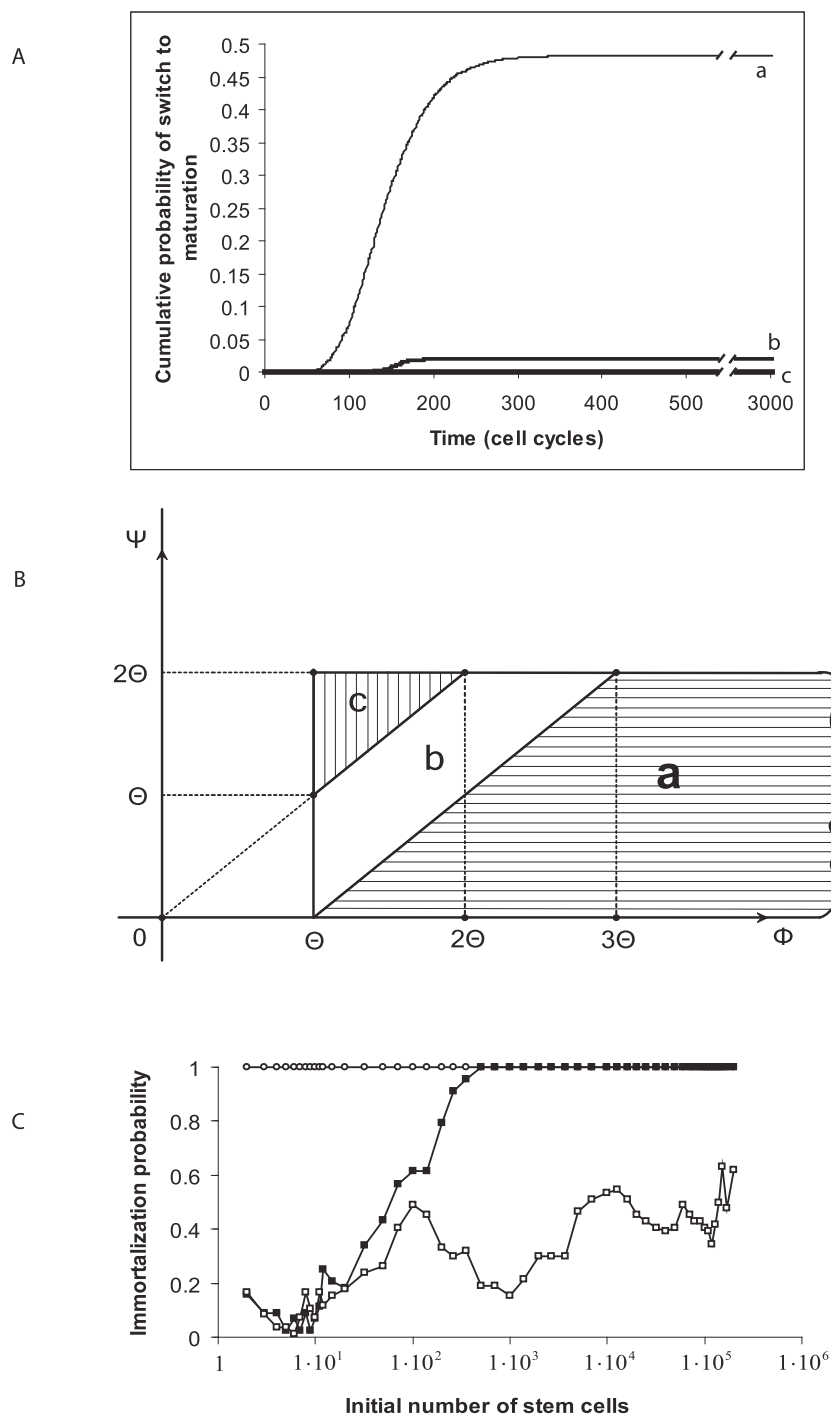 A
Cumulative probability of switch to
maturation
0.5
0.45
0.4
0.35
0.3
0.25
0.2
0.15
0.1
0.05
0
a
b
c
0 100 200 300 400 500 3000
Time (cell cycles)
B
Ψ
2Θ
Θ
c
b
a
0 Θ 2Θ 3Θ Φ
C
Immortalization probability
1
0.8
0.6
0.4
0.2
0
1 1·10¹ 1·10² 1·10³ 1·10⁴ 1·10⁵ 1·10⁶
Initial number of stem cells